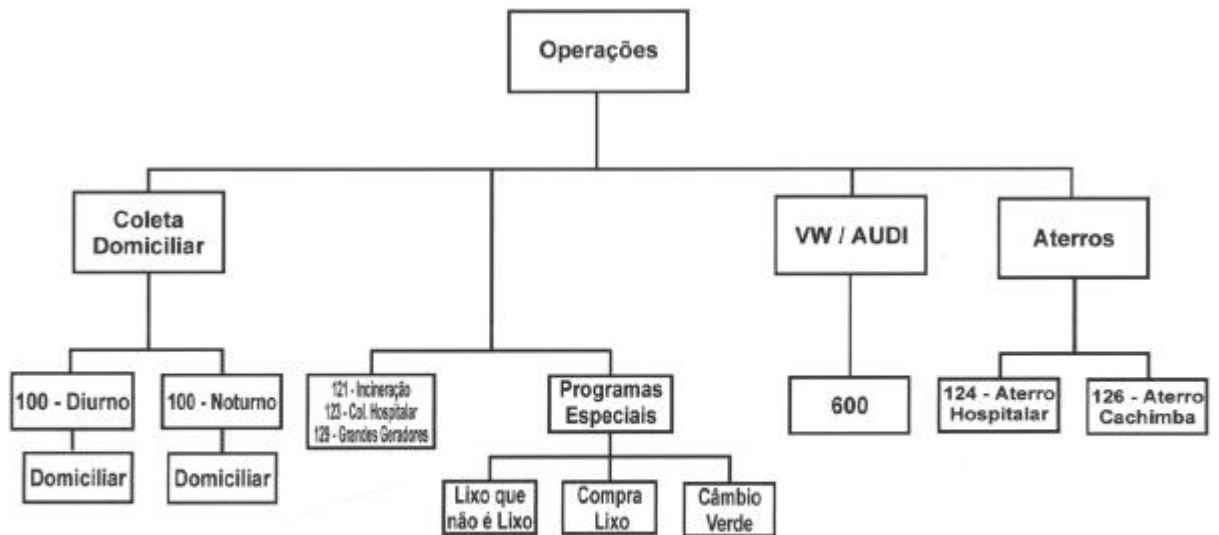 Operações
Coleta
Domiciliar
VW / AUDI
Aterros
100 - Diurno
100 - Noturno
121 - Incineração
123 - Col. Hospitalar
129 - Grandes Geradores
Programas
Especiais
600
124 - Aterro
Hospitalar
126 - Aterro
Cachimba
Domiciliar
Domiciliar
Lixo que
não é Lixo
Compra
Lixo
Câmbio
Verde